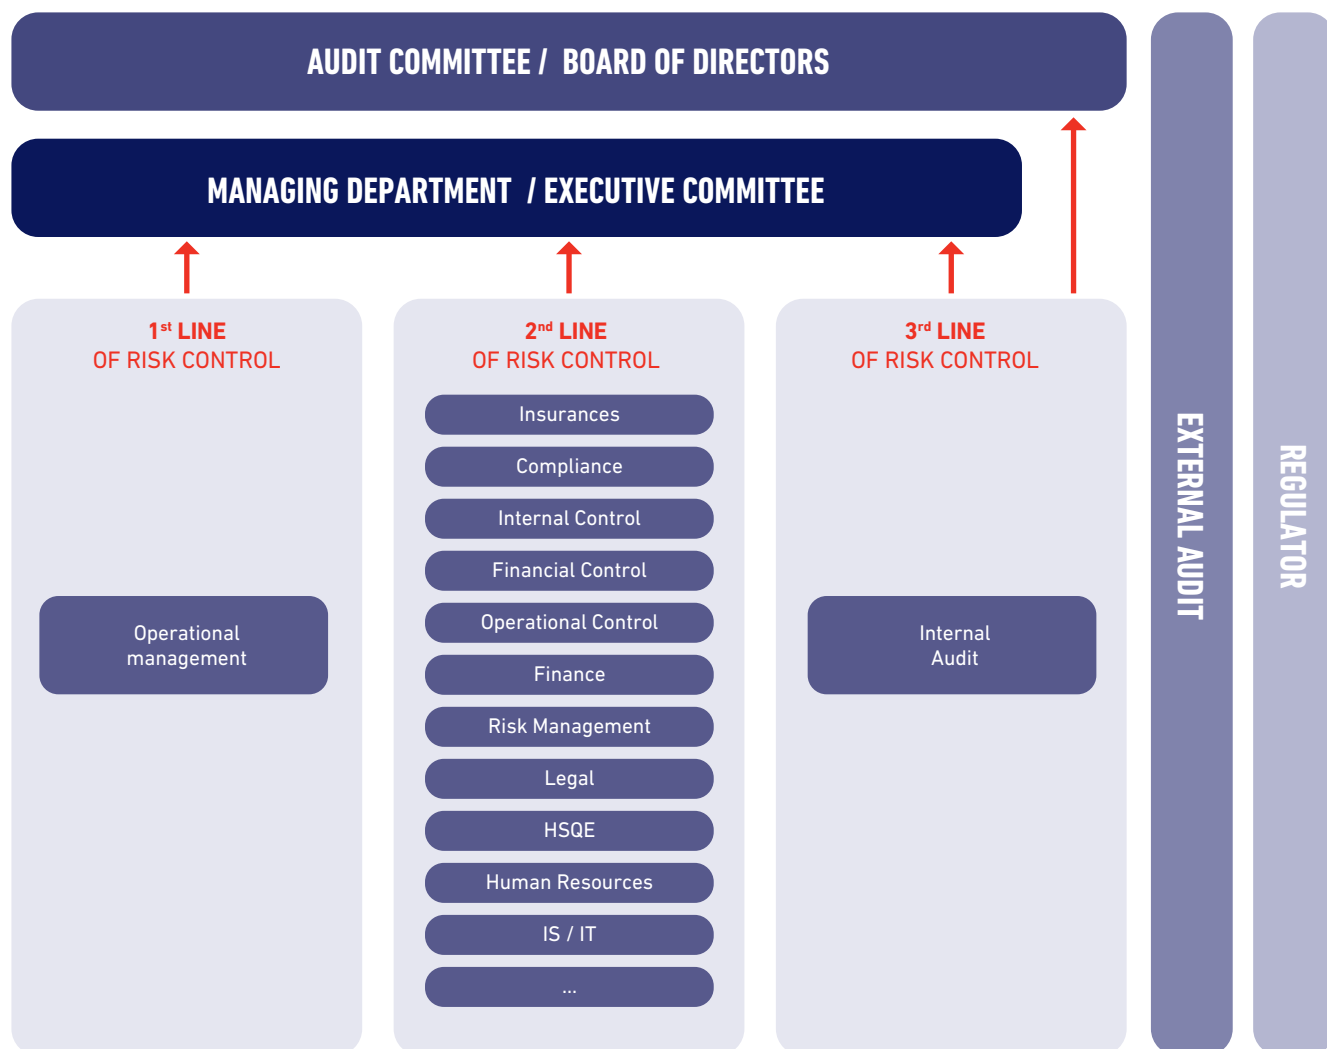 AUDIT COMMITTEE / BOARD OF DIRECTORS
MANAGING DEPARTMENT / EXECUTIVE COMMITTEE
1st LINE
OF RISK CONTROL
Operational
management
2nd LINE
OF RISK CONTROL
Insurances
Compliance
Internal Control
Financial Control
Operational Control
Finance
Risk Management
Legal
HSQE
Human Resources
IS / IT
...
3rd LINE
OF RISK CONTROL
Internal
Audit
EXTERNAL AUDIT
REGULATOR